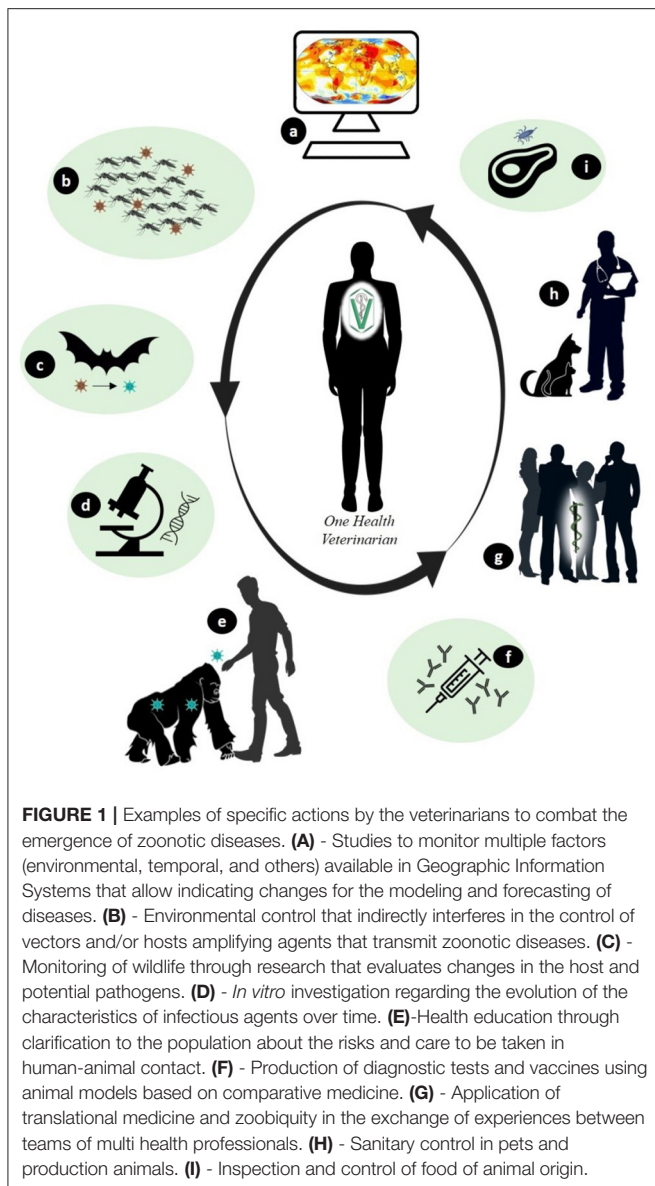 a
b
i
h
c
V
d
One Health
Veterinarian
g
e
f
FIGURE 1 | Examples of specific actions by the veterinarians to combat the
emergence of zoonotic diseases. (A) - Studies to monitor multiple factors
(environmental, temporal, and others) available in Geographic Information
Systems that allow indicating changes for the modeling and forecasting of
diseases. (B) - Environmental control that indirectly interferes in the control of
vectors and/or hosts amplifying agents that transmit zoonotic diseases. (C) -
Monitoring of wildlife through research that evaluates changes in the host and
potential pathogens. (D) - In vitro investigation regarding the evolution of the
characteristics of infectious agents over time. (E)-Health education through
clarification to the population about the risks and care to be taken in
human-animal contact. (F) - Production of diagnostic tests and vaccines using
animal models based on comparative medicine. (G) - Application of
translational medicine and zoobiquity in the exchange of experiences between
teams of multi health professionals. (H) - Sanitary control in pets and
production animals. (I) - Inspection and control of food of animal origin.